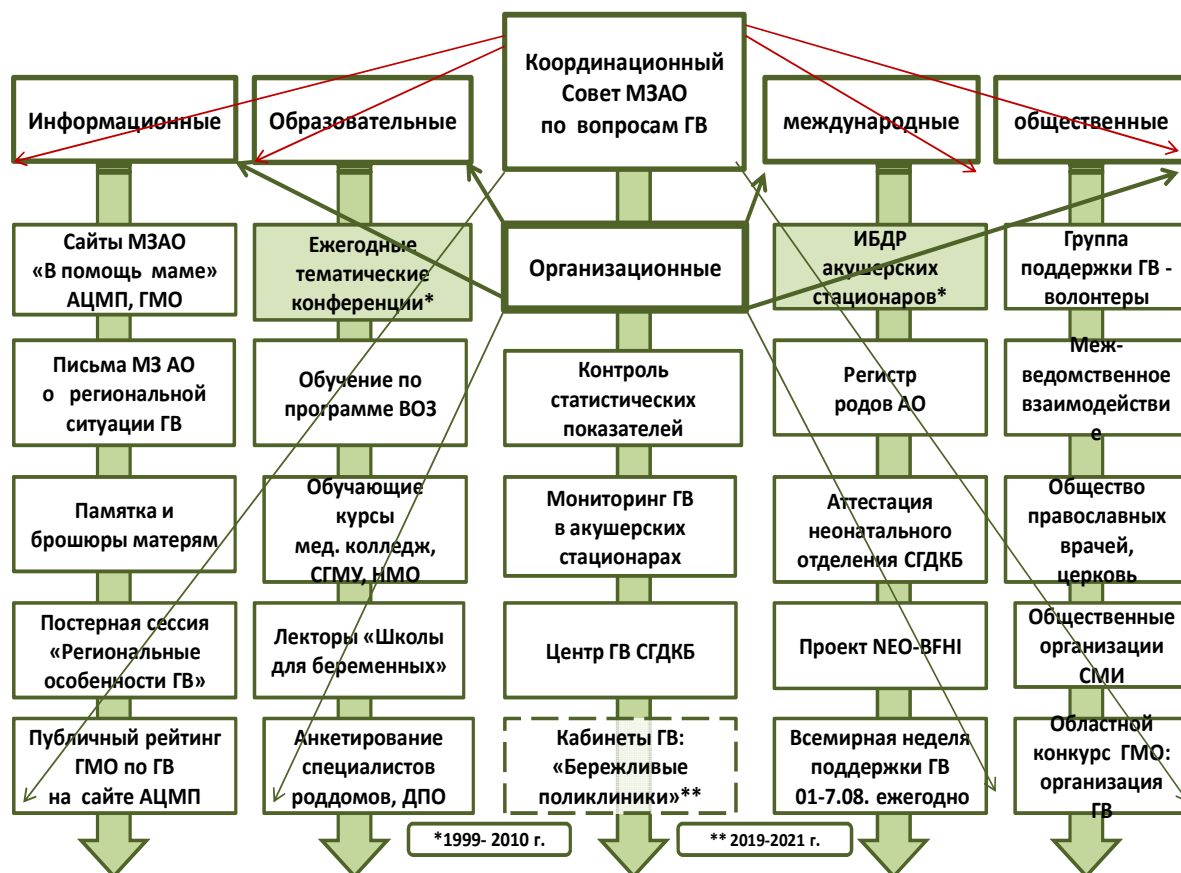 Координационный
Совет МЗАО
по вопросам ГВ
Информационные
Образовательные
международные
общественные
Организационные
Сайты МЗАО
«В помощь маме»
АЦМП, ГМО
Письма МЗ АО
о региональной
ситуации ГВ
Памятка и
брошюры матерям
Постерная сессия
«Региональные
особенности ГВ»
Публичный рейтинг
ГМО по ГВ
на сайте АЦМП
Ежегодные
тематические
конференции*
Обучение по
программе ВОЗ
Обучающие
курсы
мед. колледж,
СГМУ, НМО
Лекторы «Школы
для беременных»
Анкетирование
специалистов
роддомов, ДПО
Контроль
статистических
показателей
Мониторинг ГВ
в акушерских
стационарах
Центр ГВ СГДКБ
Кабинеты ГВ:
«Бережливые
поликлиники»**
ИБДР
акушерских
стационаров*
Регистр
родов АО
Аттестация
неонатального
отделения СГДКБ
Проект NEO-BFHI
Всемирная неделя
поддержки ГВ
01-7.08. ежегодно
Группа
поддержки ГВ -
волонтеры
Меж-
ведомственное
взаимодействи
е
Общество
православных
врачей,
церковь
Общественные
организации
СМИ
Областной
конкурс ГМО:
организация
ГВ
*1999- 2010 г.
** 2019-2021 г.